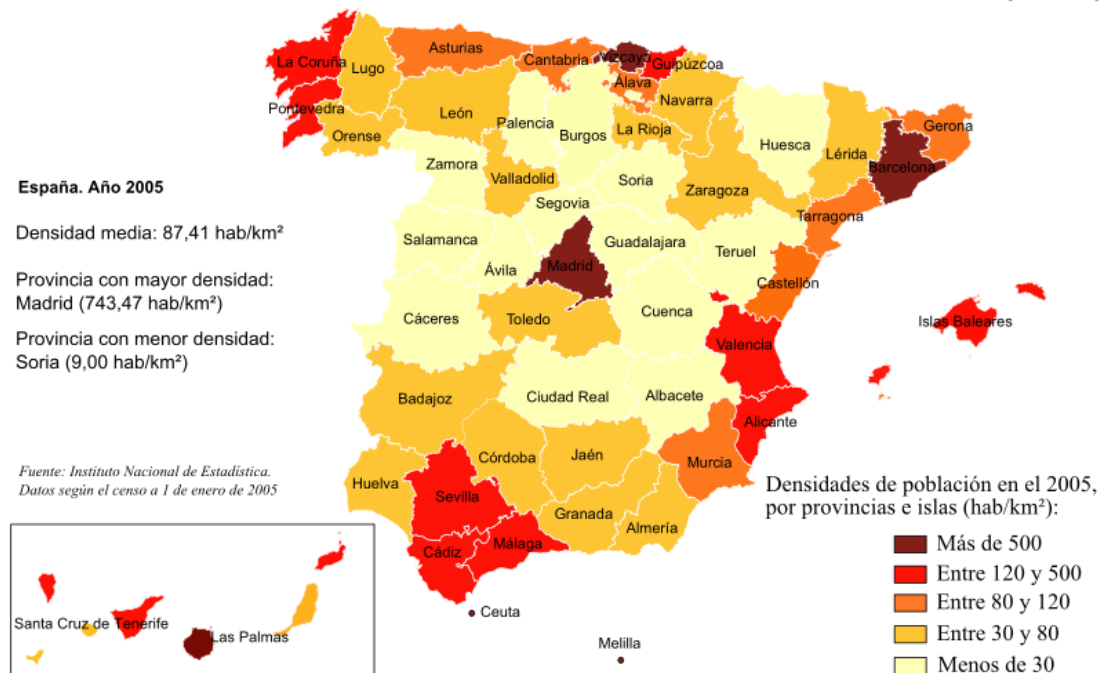 La Coruña
Lugo
Asturias
Cantabria
Vizcaya
Guipúzcoa
Álava
Navarra
Pontevedra
Orense
León
Palencia
Burgos
La Rioja
Huesca
Lérida
Gerona
Barcelona
Zamora
Valladolid
Soria
Zaragoza
Tarragona
Segovia
Salamanca
Ávila
Madrid
Guadalajara
Teruel
Castellón
Cáceres
Toledo
Cuenca
Valencia
Islas Baleares
Badajoz
Ciudad Real
Albacete
Alicante
Huelva
Sevilla
Córdoba
Jaén
Murcia
Cádiz
Málaga
Granada
Almería
Ceuta
Melilla
España. Año 2005
Densidad media: 87,41 hab/km²
Provincia con mayor densidad:
Madrid (743,47 hab/km²)
Provincia con menor densidad:
Soria (9,00 hab/km²)
Fuente: Instituto Nacional de Estadística.
Datos según el censo a 1 de enero de 2005
Santa Cruz de Tenerife
Las Palmas
Densidades de población en el 2005,
por provincias e islas (hab/km²):
Más de 500
Entre 120 y 500
Entre 80 y 120
Entre 30 y 80
Menos de 30